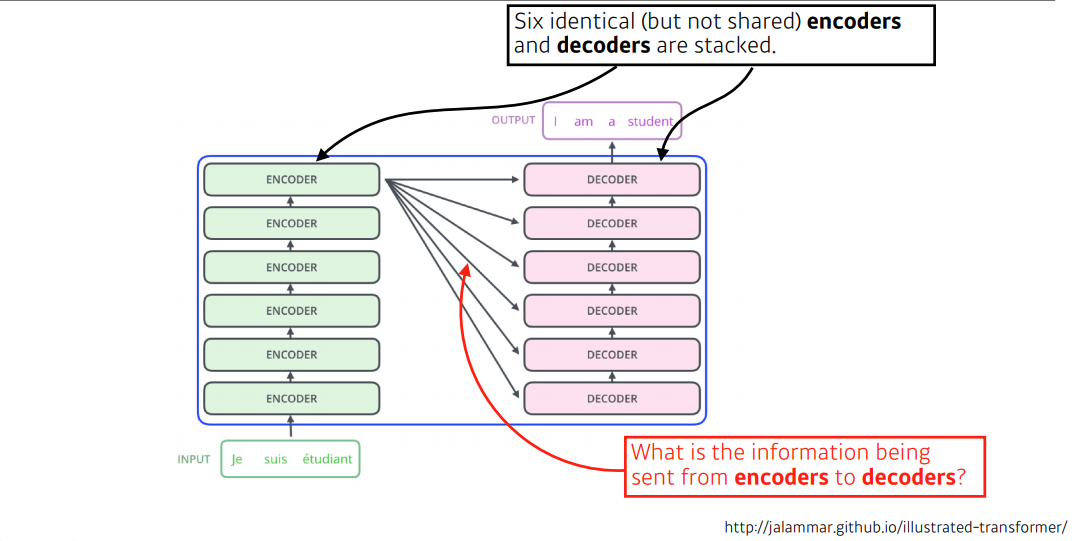 Six identical (but not shared) encoders
and decoders are stacked.
OUTPUT I am a student
ENCODER DECODER
ENCODER DECODER
ENCODER DECODER
ENCODER DECODER
ENCODER DECODER
ENCODER DECODER
INPUT Je suis étudiant
What is the information being
sent from encoders to decoders?
http://jalammar.github.io/illustrated-transformer/